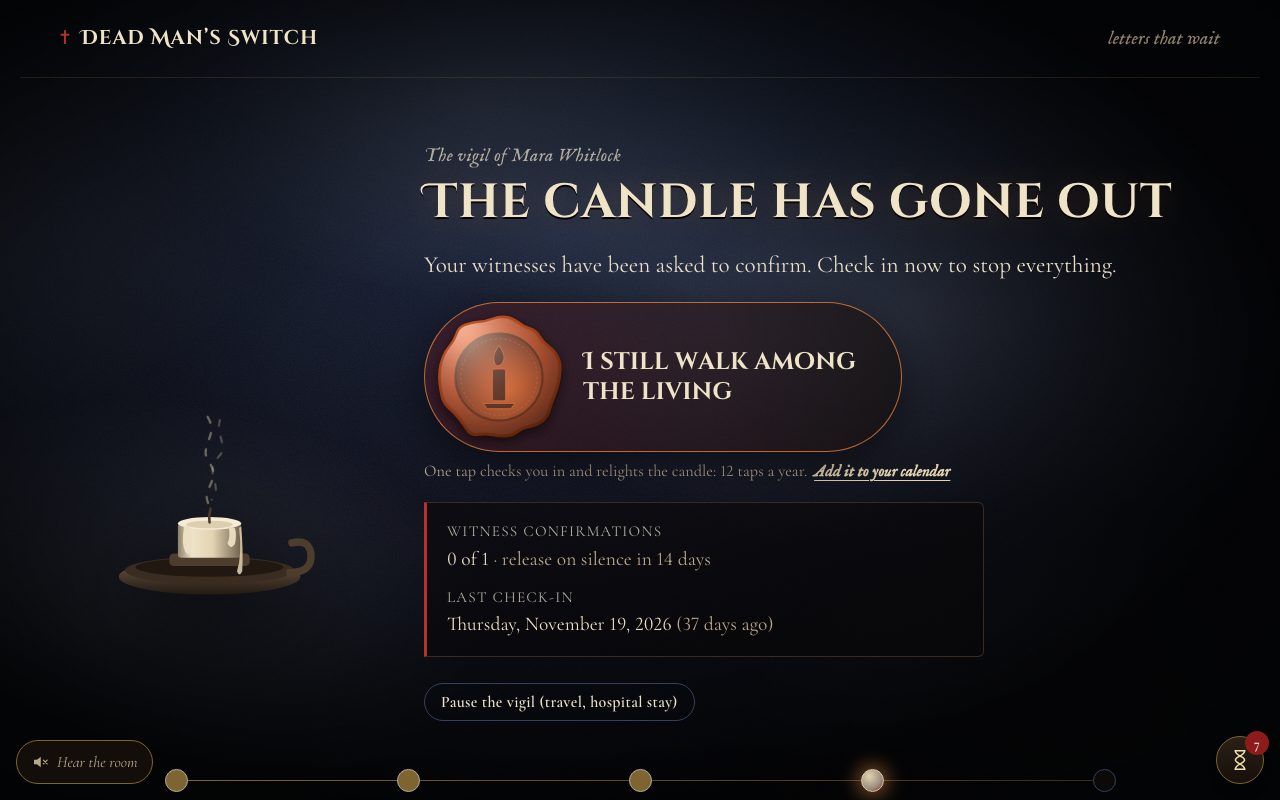 † Dead Man's Switch
letters that wait
The vigil of Mara Whitlock
The candle has gone out
Your witnesses have been asked to confirm. Check in now to stop everything.
I still walk among
the living
One tap checks you in and relights the candle: 12 taps a year. Add it to your calendar
WITNESS CONFIRMATIONS
0 of 1 · release on silence in 14 days
LAST CHECK-IN
Thursday, November 19, 2026 (37 days ago)
Pause the vigil (travel, hospital stay)
Hear the room
7